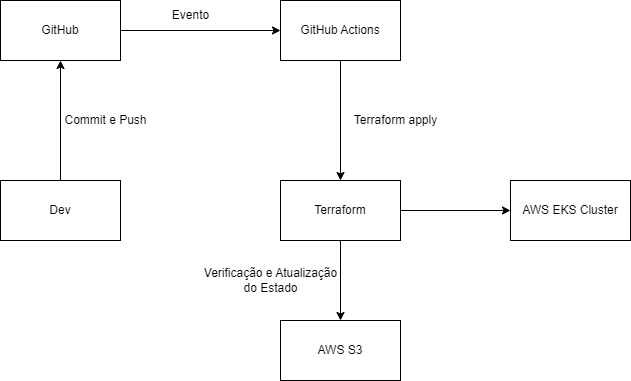 Evento
GitHub
GitHub Actions
Commit e Push
Terraform apply
Dev
Terraform
AWS EKS Cluster
Verificação e Atualização
do Estado
AWS S3